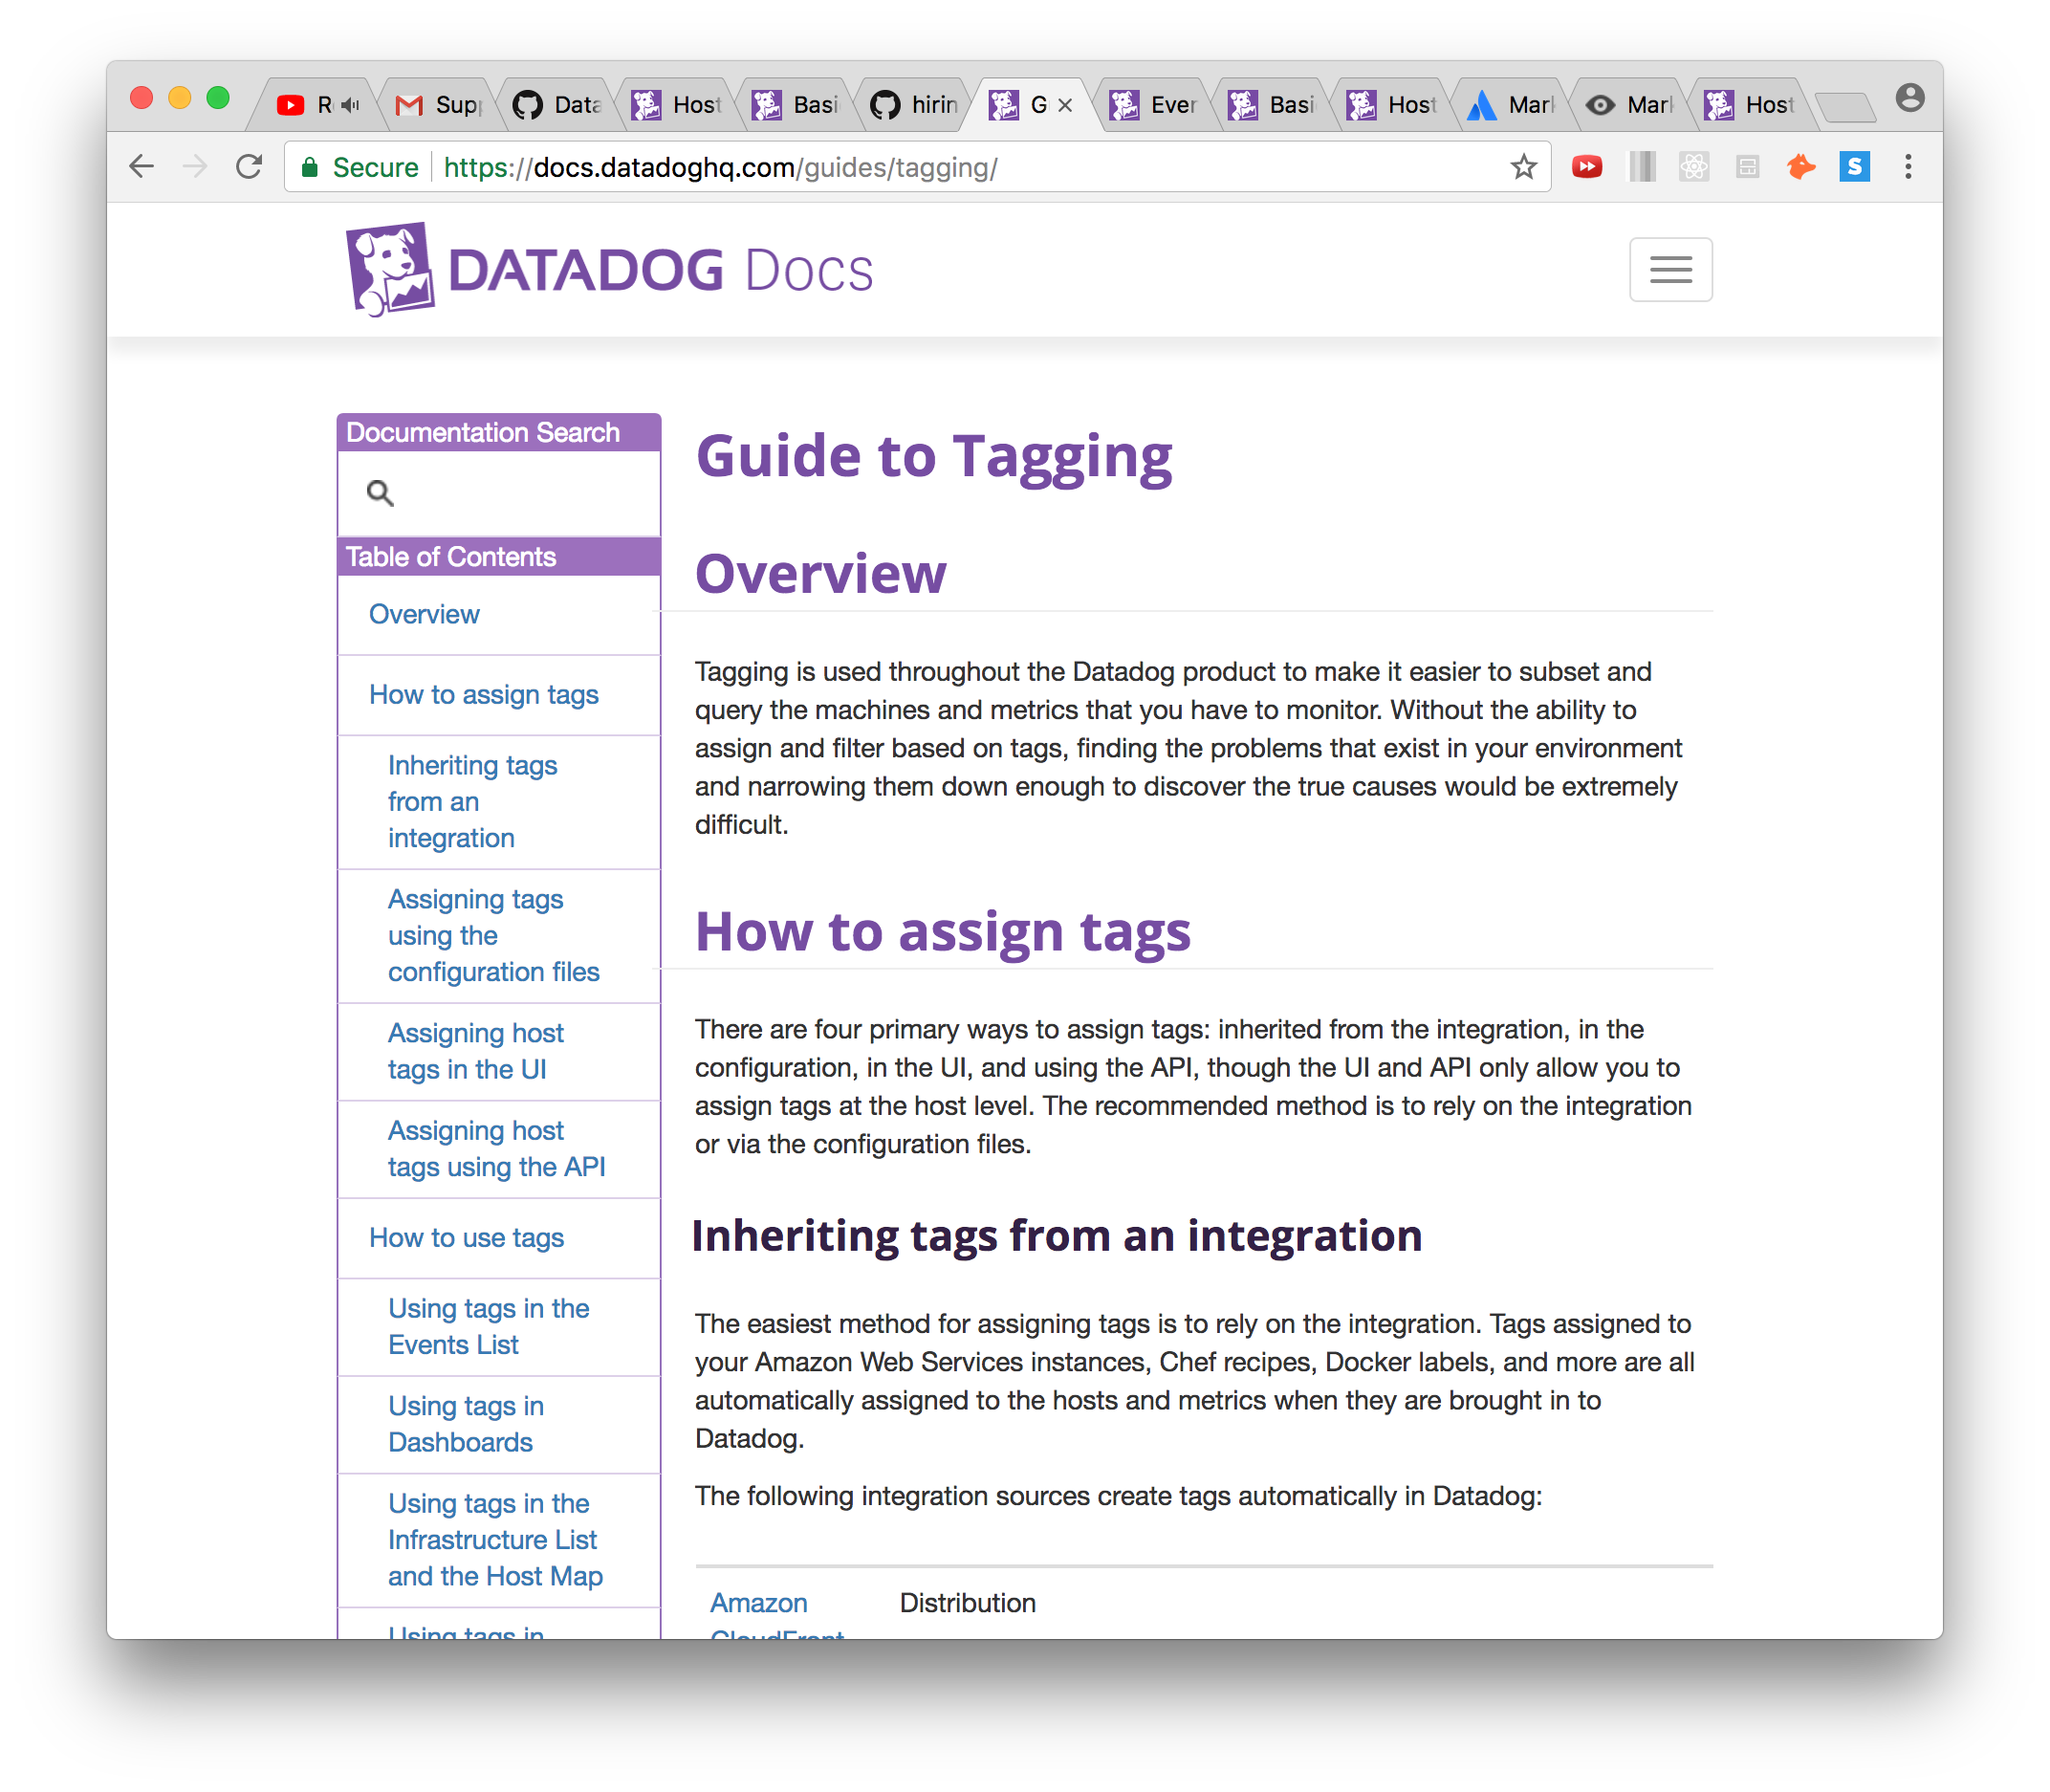 R Supp Data Host Basi hirin G Ever Basi Host Mark Mark Host
Secure https://docs.datadoghq.com/guides/tagging/
S
DATADOG Docs
Documentation Search
Table of Contents
Overview
How to assign tags
Inheriting tags
from an
integration
Assigning tags
using the
configuration files
Assigning host
tags in the UI
Assigning host
tags using the API
How to use tags
Using tags in the
Events List
Using tags in
Dashboards
Using tags in the
Infrastructure List
and the Host Map
Using tags in
Guide to Tagging
Overview
Tagging is used throughout the Datadog product to make it easier to subset and
query the machines and metrics that you have to monitor. Without the ability to
assign and filter based on tags, finding the problems that exist in your environment
and narrowing them down enough to discover the true causes would be extremely
difficult.
How to assign tags
There are four primary ways to assign tags: inherited from the integration, in the
configuration, in the UI, and using the API, though the UI and API only allow you to
assign tags at the host level. The recommended method is to rely on the integration
or via the configuration files.
Inheriting tags from an integration
The easiest method for assigning tags is to rely on the integration. Tags assigned to
your Amazon Web Services instances, Chef recipes, Docker labels, and more are all
automatically assigned to the hosts and metrics when they are brought in to
Datadog.
The following integration sources create tags automatically in Datadog:
Amazon Distribution
CloudFront